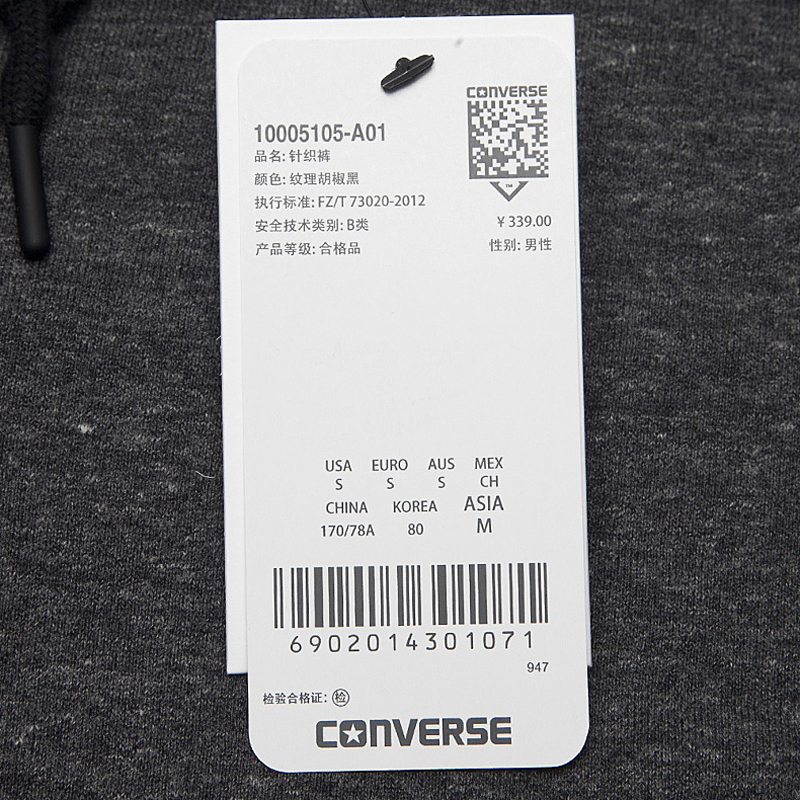 CONVERSE
10005105-A01
品名: 针织裤
颜色: 纹理胡椒黑
执行标准: FZ/T 73020-2012
安全技术类别: B类
产品等级: 合格品
TM
¥ 339.00
性别: 男性
USA EURO AUS MEX
S S S CH
CHINA KOREA ASIA
170/78A 80 M
6902014301071
947
检验合格证: 检
CONVERSE